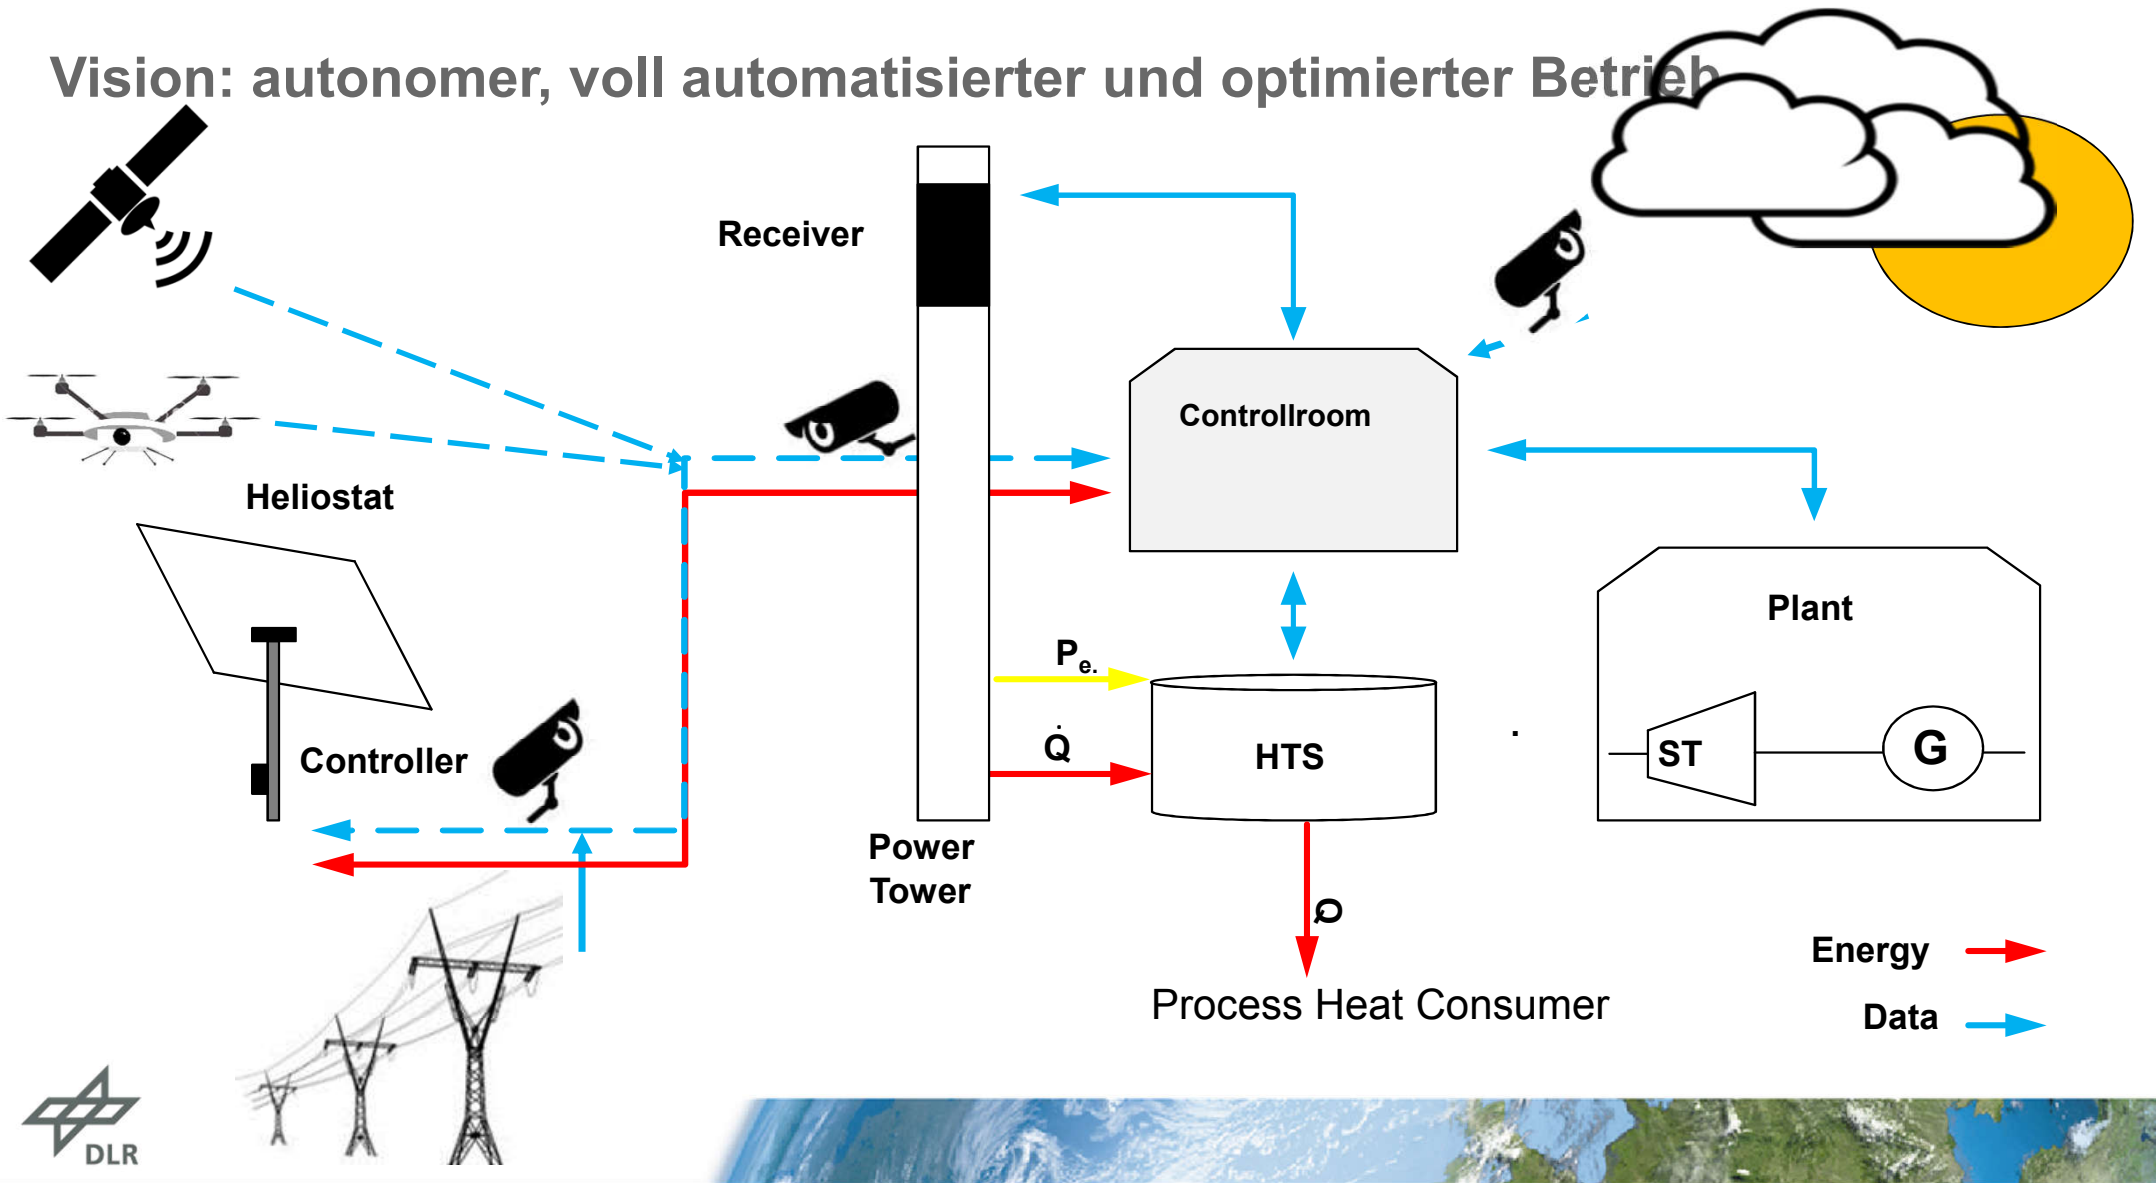 Vision: autonomer, voll automatisierter und optimierter Betrieb
Receiver
Controllroom
Heliostat
Plant
Pe.
Controller
Q̇
HTS
ST
G
Power
Tower
Q
Process Heat Consumer
Energy
Data
DLR